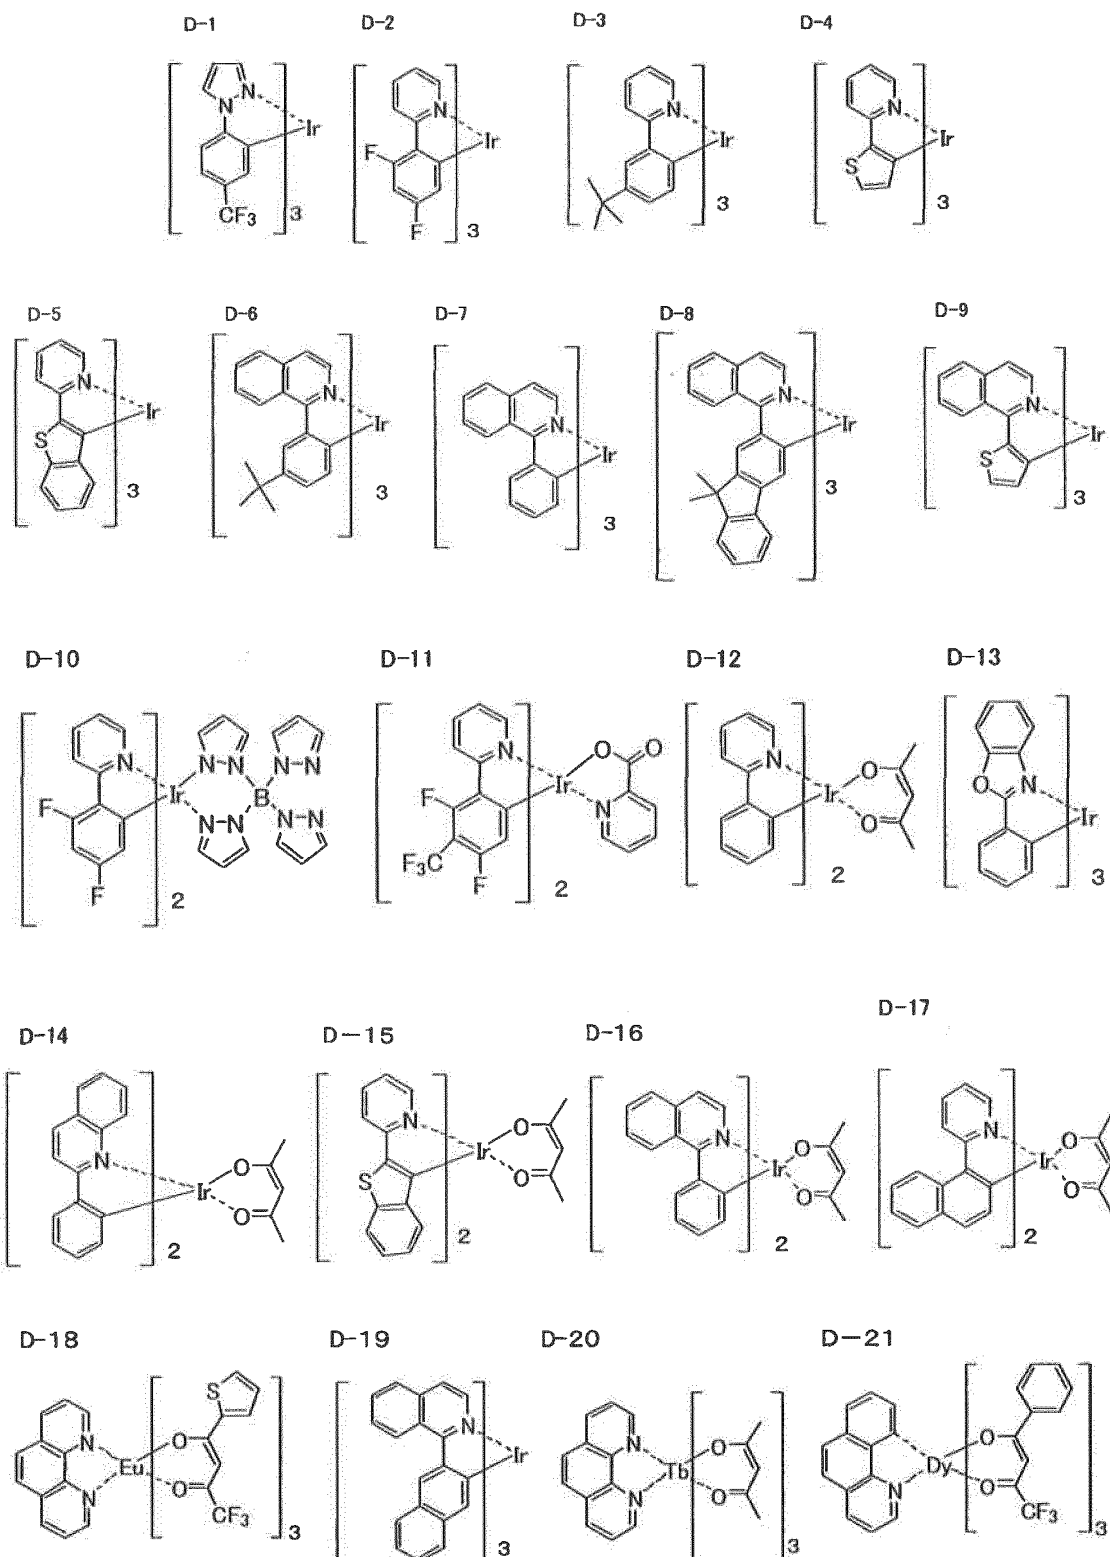 D-1 D-2 D-3 D-4
N N N N
N Ir F Ir Ir Ir
S
CF3 3 F 3 3 3
D-5 D-6 D-7 D-8 D-9
N N N N N
Ir Ir Ir Ir Ir
S S
3 3 3 3 3
D-10 D-11 D-12 D-13
N N N N N N O O N O N
Ir B Ir Ir O Ir
F N N N N F N O
F 2 F3C F 2 2 3
D-14 D-15 D-16 D-17
N O N O N O N O
Ir Ir Ir Ir
O S O O O
2 2 2 2
D-18 D-19 D-20 D-21
S
N O N N O O
Eu Ir Tb Dy
N O N O N O
CF3 3 3 3 CF3 3